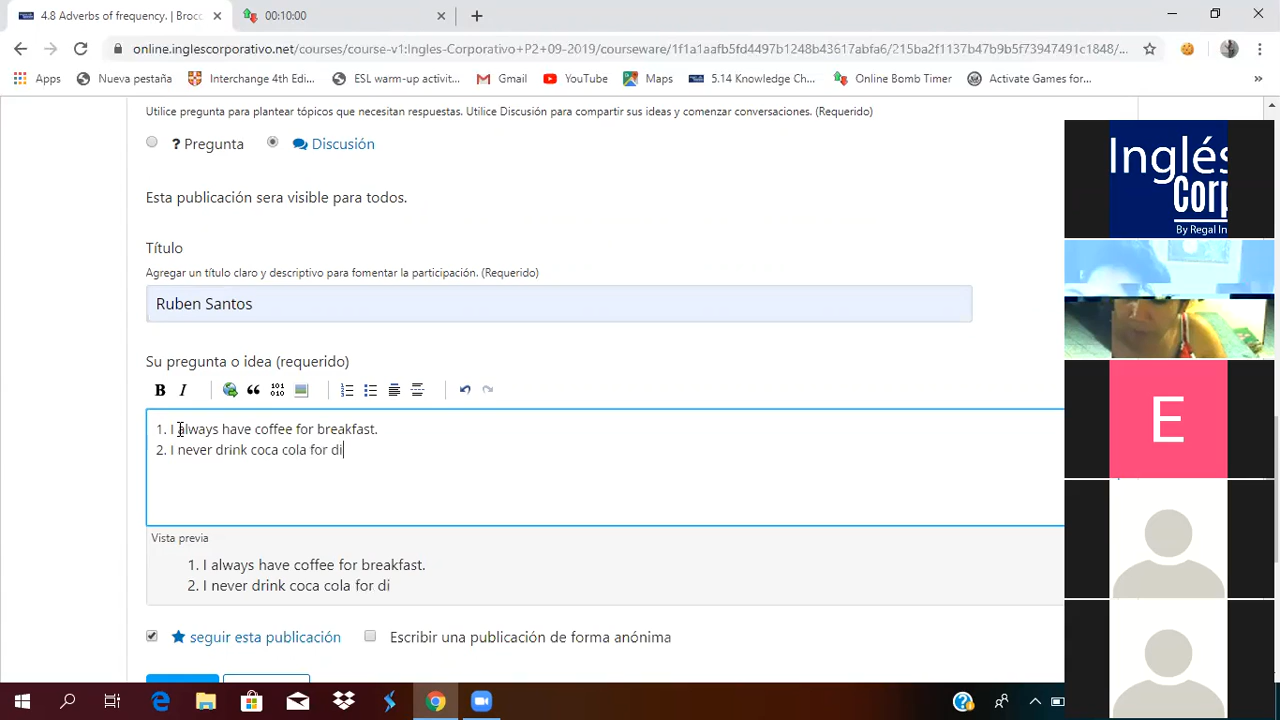 4.8 Adverbs of frequency. | Broco
00:10:00
online.inglescorporativo.net/courses/course-v1:Ingles-Corporativo+P2+09-2019/courseware/1f1a1aafb5fd4497b1248b43617abfa6/215ba2f1137b47b9b5f73947491c1848/...
Apps
Nueva pestaña
Interchange 4th Edi...
ESL warm-up activit...
Gmail
YouTube
Maps
5.14 Knowledge Ch...
Online Bomb Timer
Activate Games for...
»
Utilice pregunta para plantear tópicos que necesitan respuestas. Utilice Discusión para compartir sus ideas y comenzar conversaciones. (Requerido)
? Pregunta
Discusión
Esta publicación sera visible para todos.
Título
Agregar un título claro y descriptivo para fomentar la participación. (Requerido)
Ruben Santos
Su pregunta o idea (requerido)
B I
1. I always have coffee for breakfast.
2. I never drink coca cola for di
Vista previa
1. I always have coffee for breakfast.
2. I never drink coca cola for di
seguir esta publicación
Escribir una publicación de forma anónima
Inglés
Corp
By Regal In
E